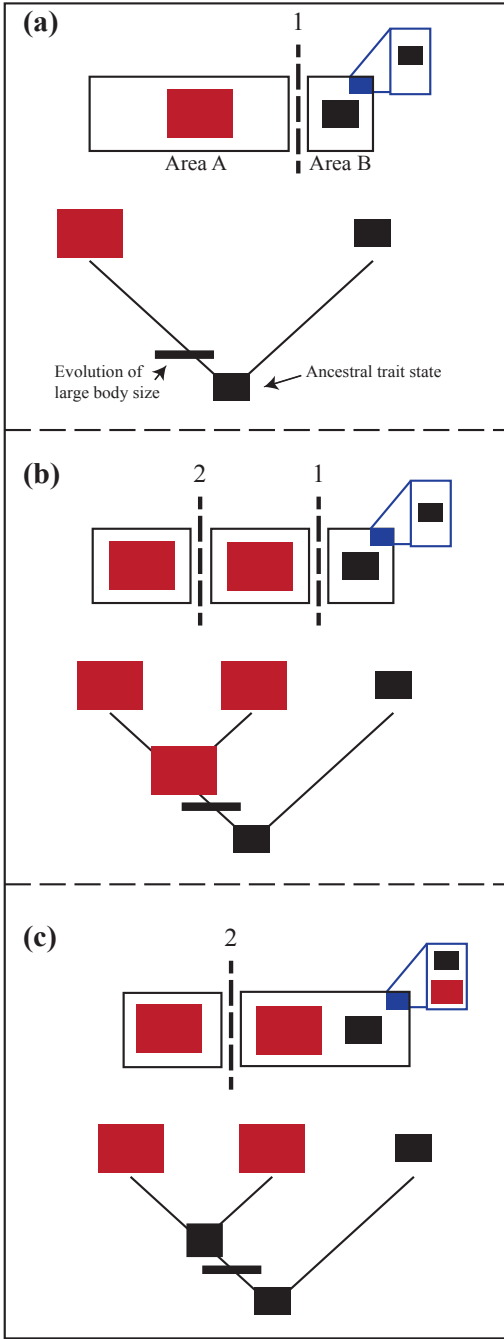 (a)
1
Area A
Area B
Evolution of
large body size
Ancestral trait state
(b)
2
1
(c)
2